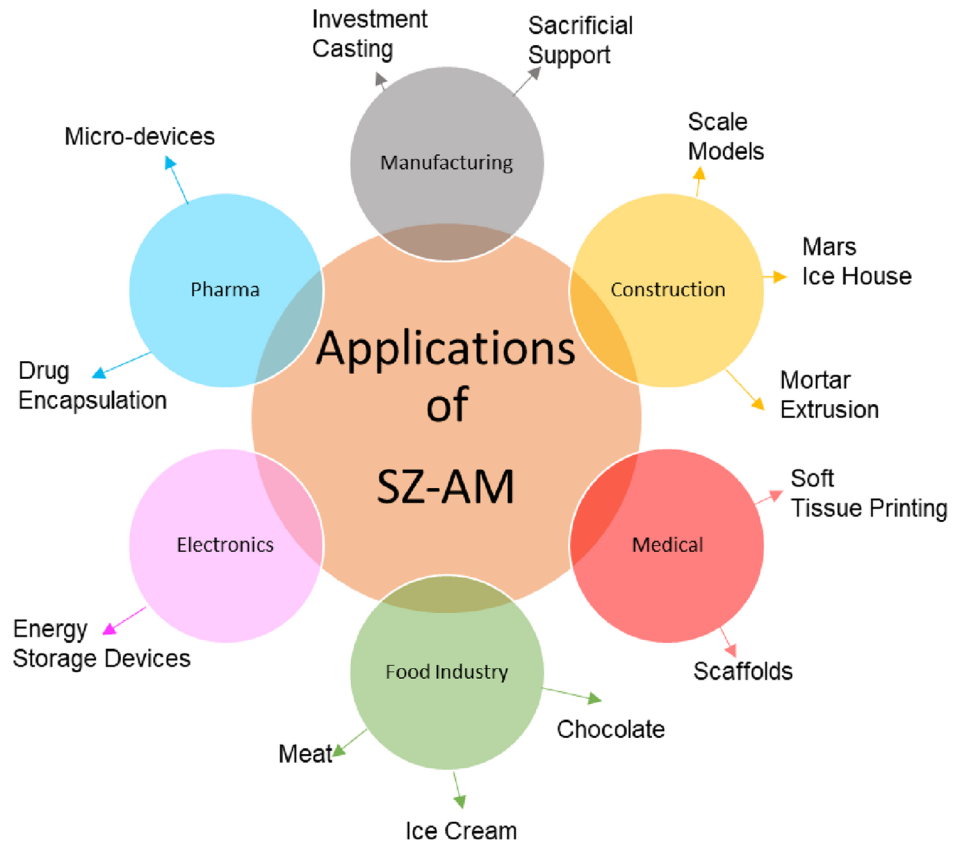 Investment
Casting
Sacrificial
Support
Manufacturing
Micro-devices
Scale
Models
Pharma
Construction
Mars
Ice House
Drug
Encapsulation
Mortar
Extrusion
Applications
of
SZ-AM
Electronics
Medical
Soft
Tissue Printing
Energy
Storage Devices
Food Industry
Scaffolds
Chocolate
Meat
Ice Cream